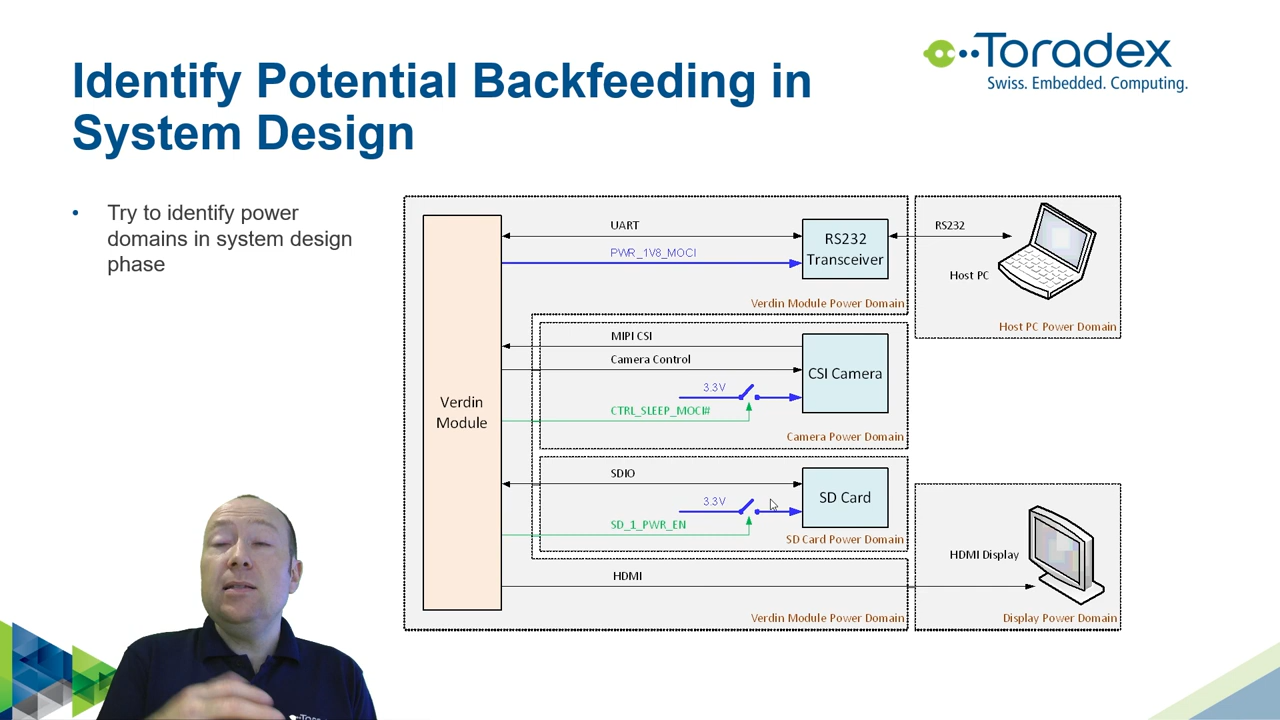 Toradex
Swiss. Embedded. Computing.
Identify Potential Backfeeding in
System Design
• Try to identify power
domains in system design
phase
UART
PWR_1V8_MOCI
RS232
Transceiver
Verdin Module Power Domain
RS232
Host PC
Host PC Power Domain
Verdin
Module
MIPI CSI
Camera Control
3.3V
CTRL_SLEEP_MOCI#
CSI Camera
Camera Power Domain
SDIO
3.3V
SD_1_PWR_EN
SD Card
SD Card Power Domain
HDMI
Verdin Module Power Domain
HDMI Display
Display Power Domain
Toradex